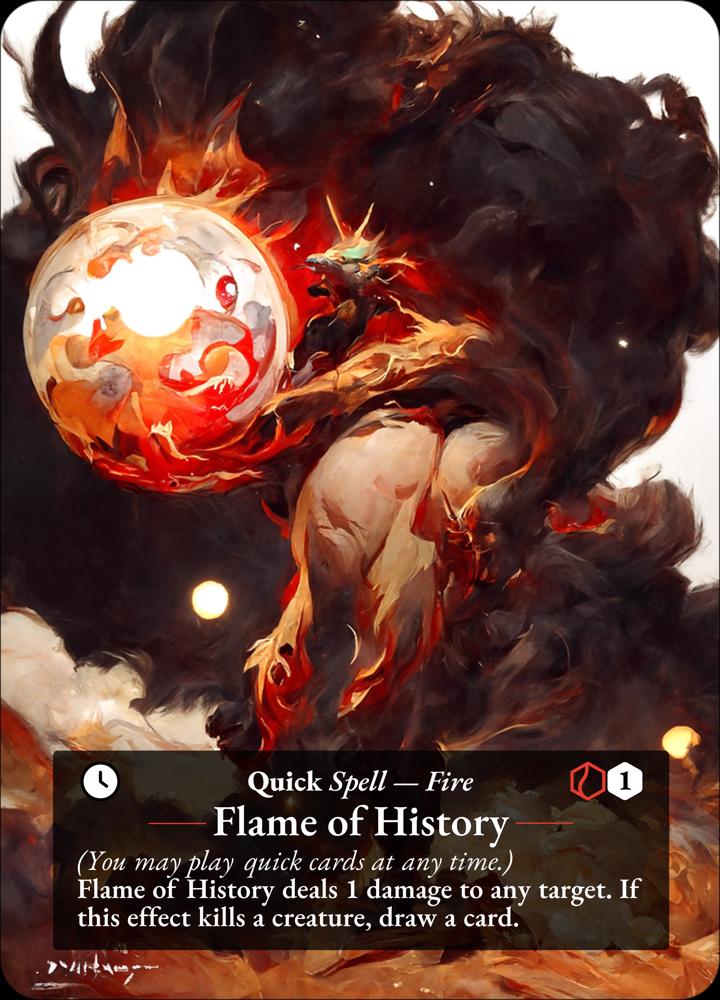 Quick Spell — Fire
1
Flame of History
(You may play quick cards at any time.)
Flame of History deals 1 damage to any target. If
this effect kills a creature, draw a card.